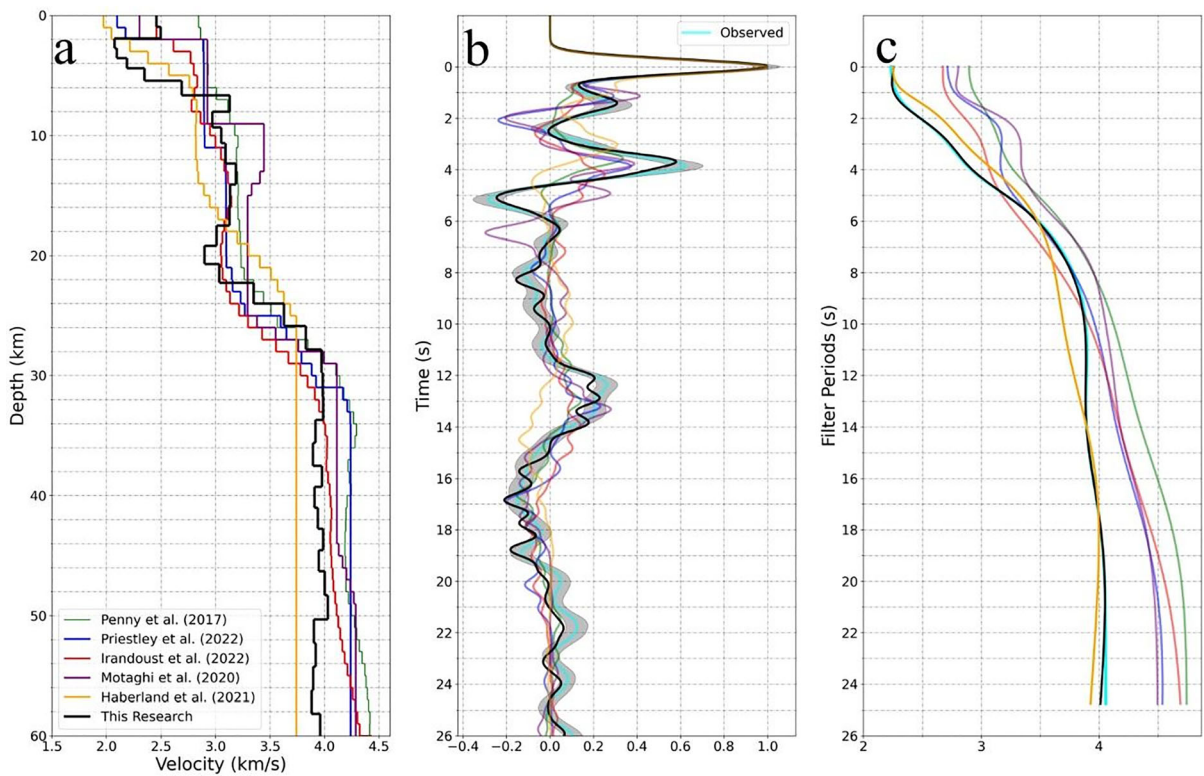 a
0
10
20
30
40
50
60
Depth (km)
Penny et al. (2017)
Priestley et al. (2022)
Irandoust et al. (2022)
Motaghi et al. (2020)
Haberland et al. (2021)
This Research
1.5 2.0 2.5 3.0 3.5 4.0 4.5
Velocity (km/s)
b
Observed
0
2
4
6
8
10
12
14
16
18
20
22
24
26
Time (s)
−0.4 −0.2 0.0 0.2 0.4 0.6 0.8 1.0
c
0
2
4
6
8
10
12
14
16
18
20
22
24
26
Filter Periods (s)
2 3 4